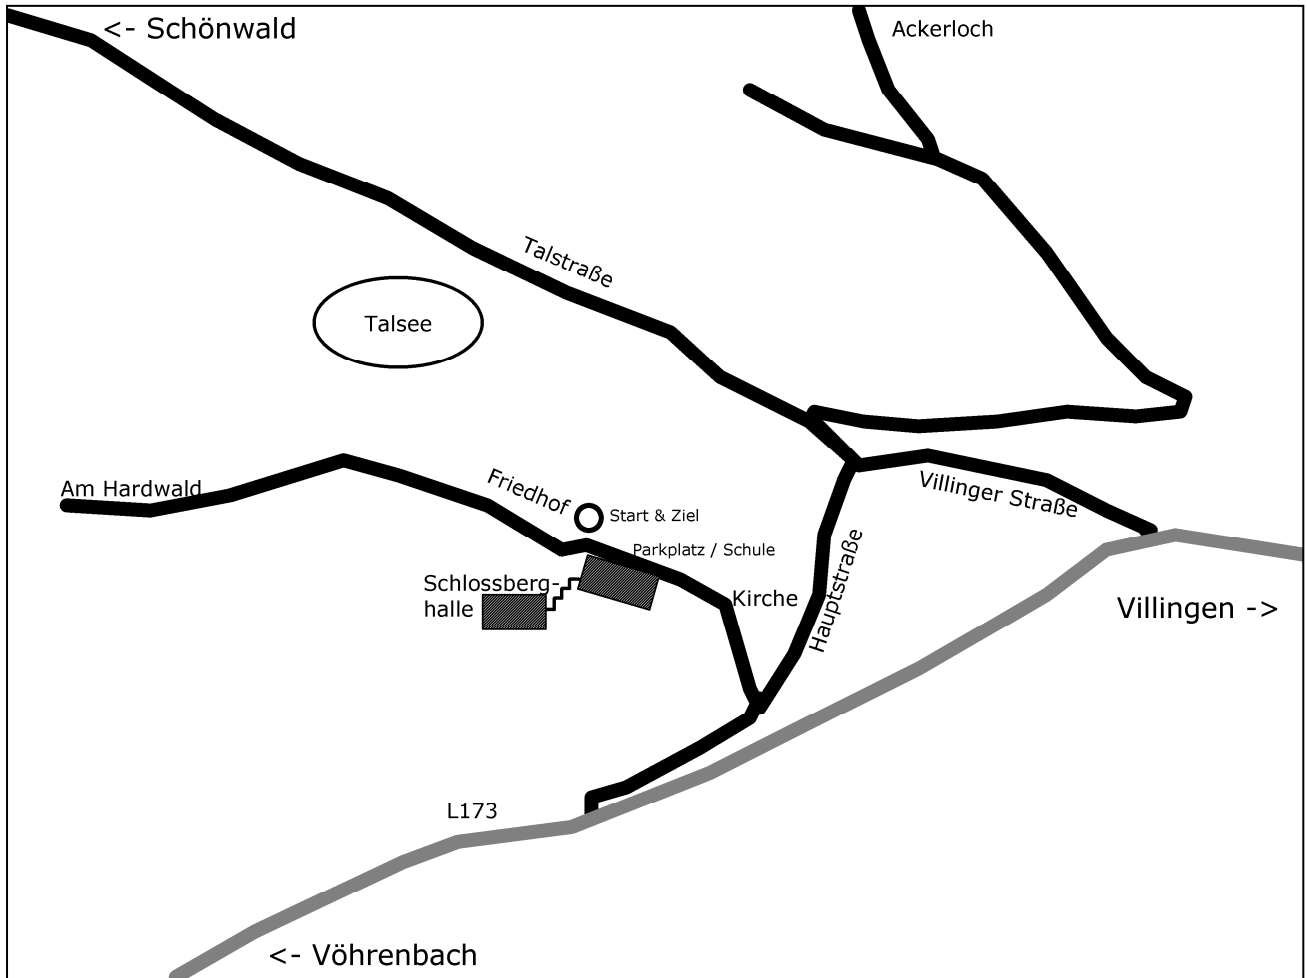 <- Schönwald
Ackerloch
Talstraße
Talsee
Am Hardwald
Friedhof
Start & Ziel
Villinger Straße
Parkplatz / Schule
Schlossberg-
halle
Kirche
Hauptstraße
Villingen ->
L173
<- Vöhrenbach